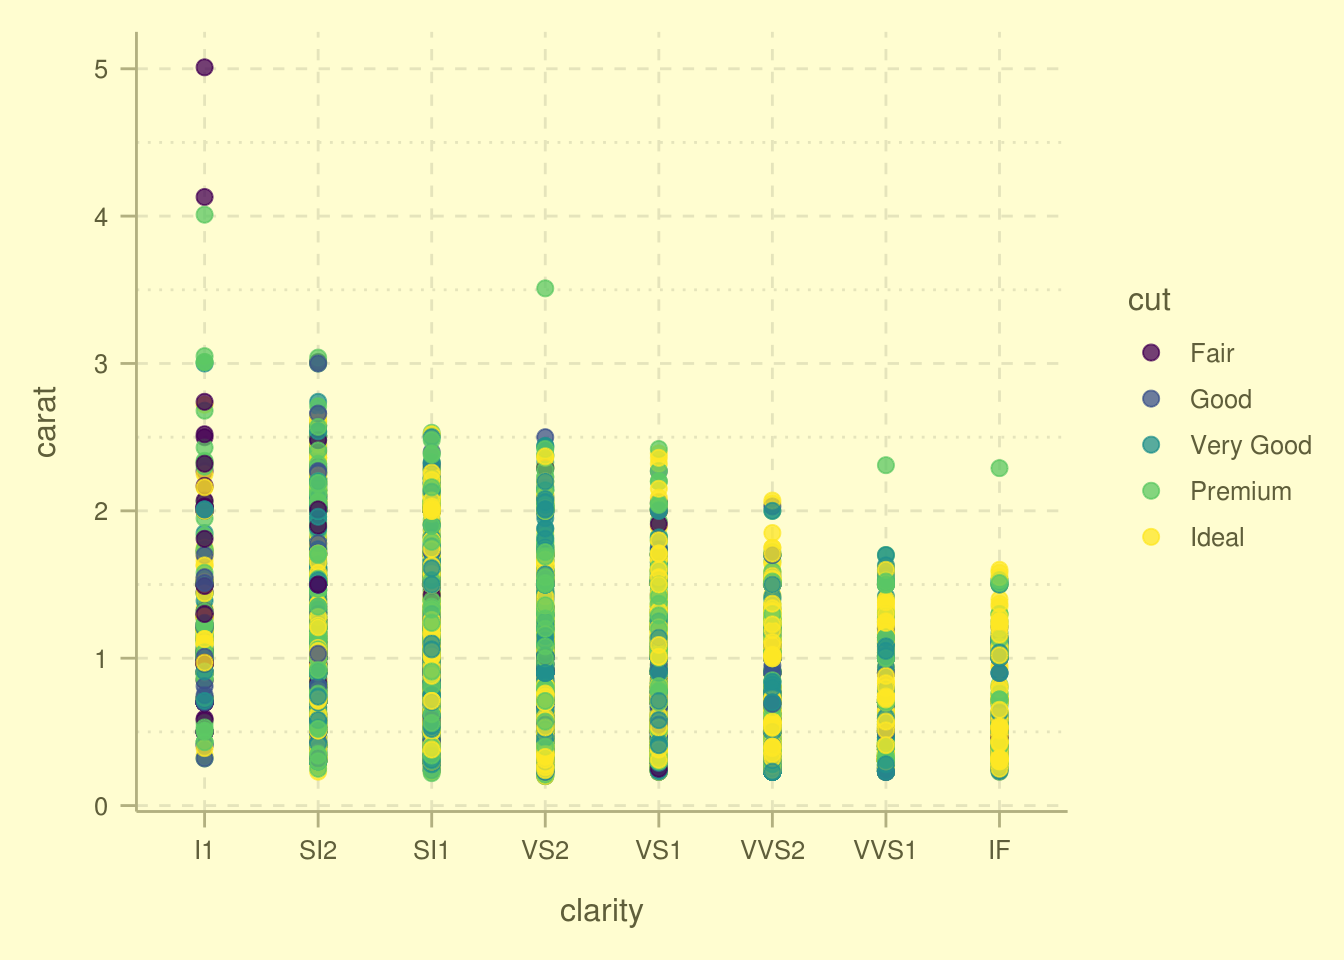 5
4
3
2
1
0
carat
I1 SI2 SI1 VS2 VS1 VVS2 VVS1 IF
clarity
cut
Fair
Good
Very Good
Premium
Ideal